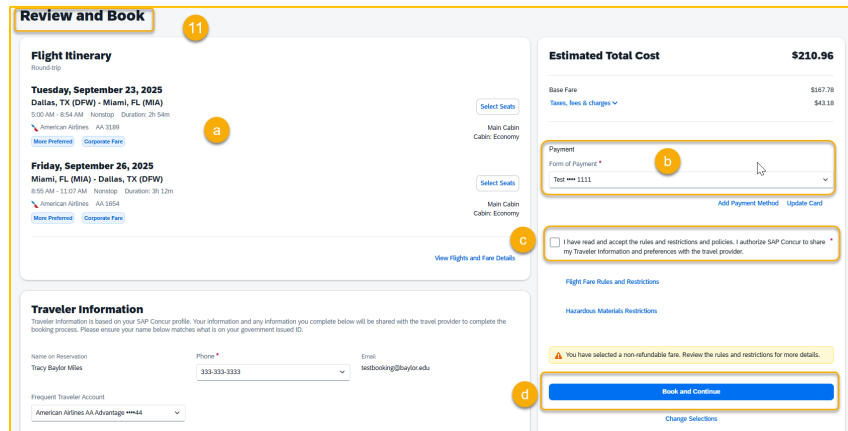 Review and Book
11
Flight Itinerary
Round-trip
Tuesday, September 23, 2025
Dallas, TX (DFW) - Miami, FL (MIA)
5:00 AM - 8:54 AM Nonstop Duration: 2h 54m
American Airlines AA 3189
More Preferred Corporate Fare
Select Seats
Main Cabin
Cabin: Economy
a
Friday, September 26, 2025
Miami, FL (MIA) - Dallas, TX (DFW)
8:55 AM - 11:07 AM Nonstop Duration: 3h 12m
American Airlines AA 1654
More Preferred Corporate Fare
Select Seats
Main Cabin
Cabin: Economy
View Flights and Fare Details
Traveler Information
Traveler Information is based on your SAP Concur profile. Your information and any information you complete below will be shared with the travel provider to complete the
booking process. Please ensure your name below matches what is on your government issued ID.
Name on Reservation
Tracy Baylor Miles
Phone *
333-333-3333
Email
testbooking@baylor.edu
Frequent Traveler Account
American Airlines AA Advantage ••••44
Estimated Total Cost $210.96
Base Fare $167.78
Taxes, fees & charges $43.18
Payment
Form of Payment *
b
Test •••• 1111
Add Payment Method Update Card
c
I have read and accept the rules and restrictions and policies. I authorize SAP Concur to share *
my Traveler Information and preferences with the travel provider.
Flight Fare Rules and Restrictions
Hazardous Materials Restrictions
You have selected a non-refundable fare. Review the rules and restrictions for more details.
d
Book and Continue
Change Selections